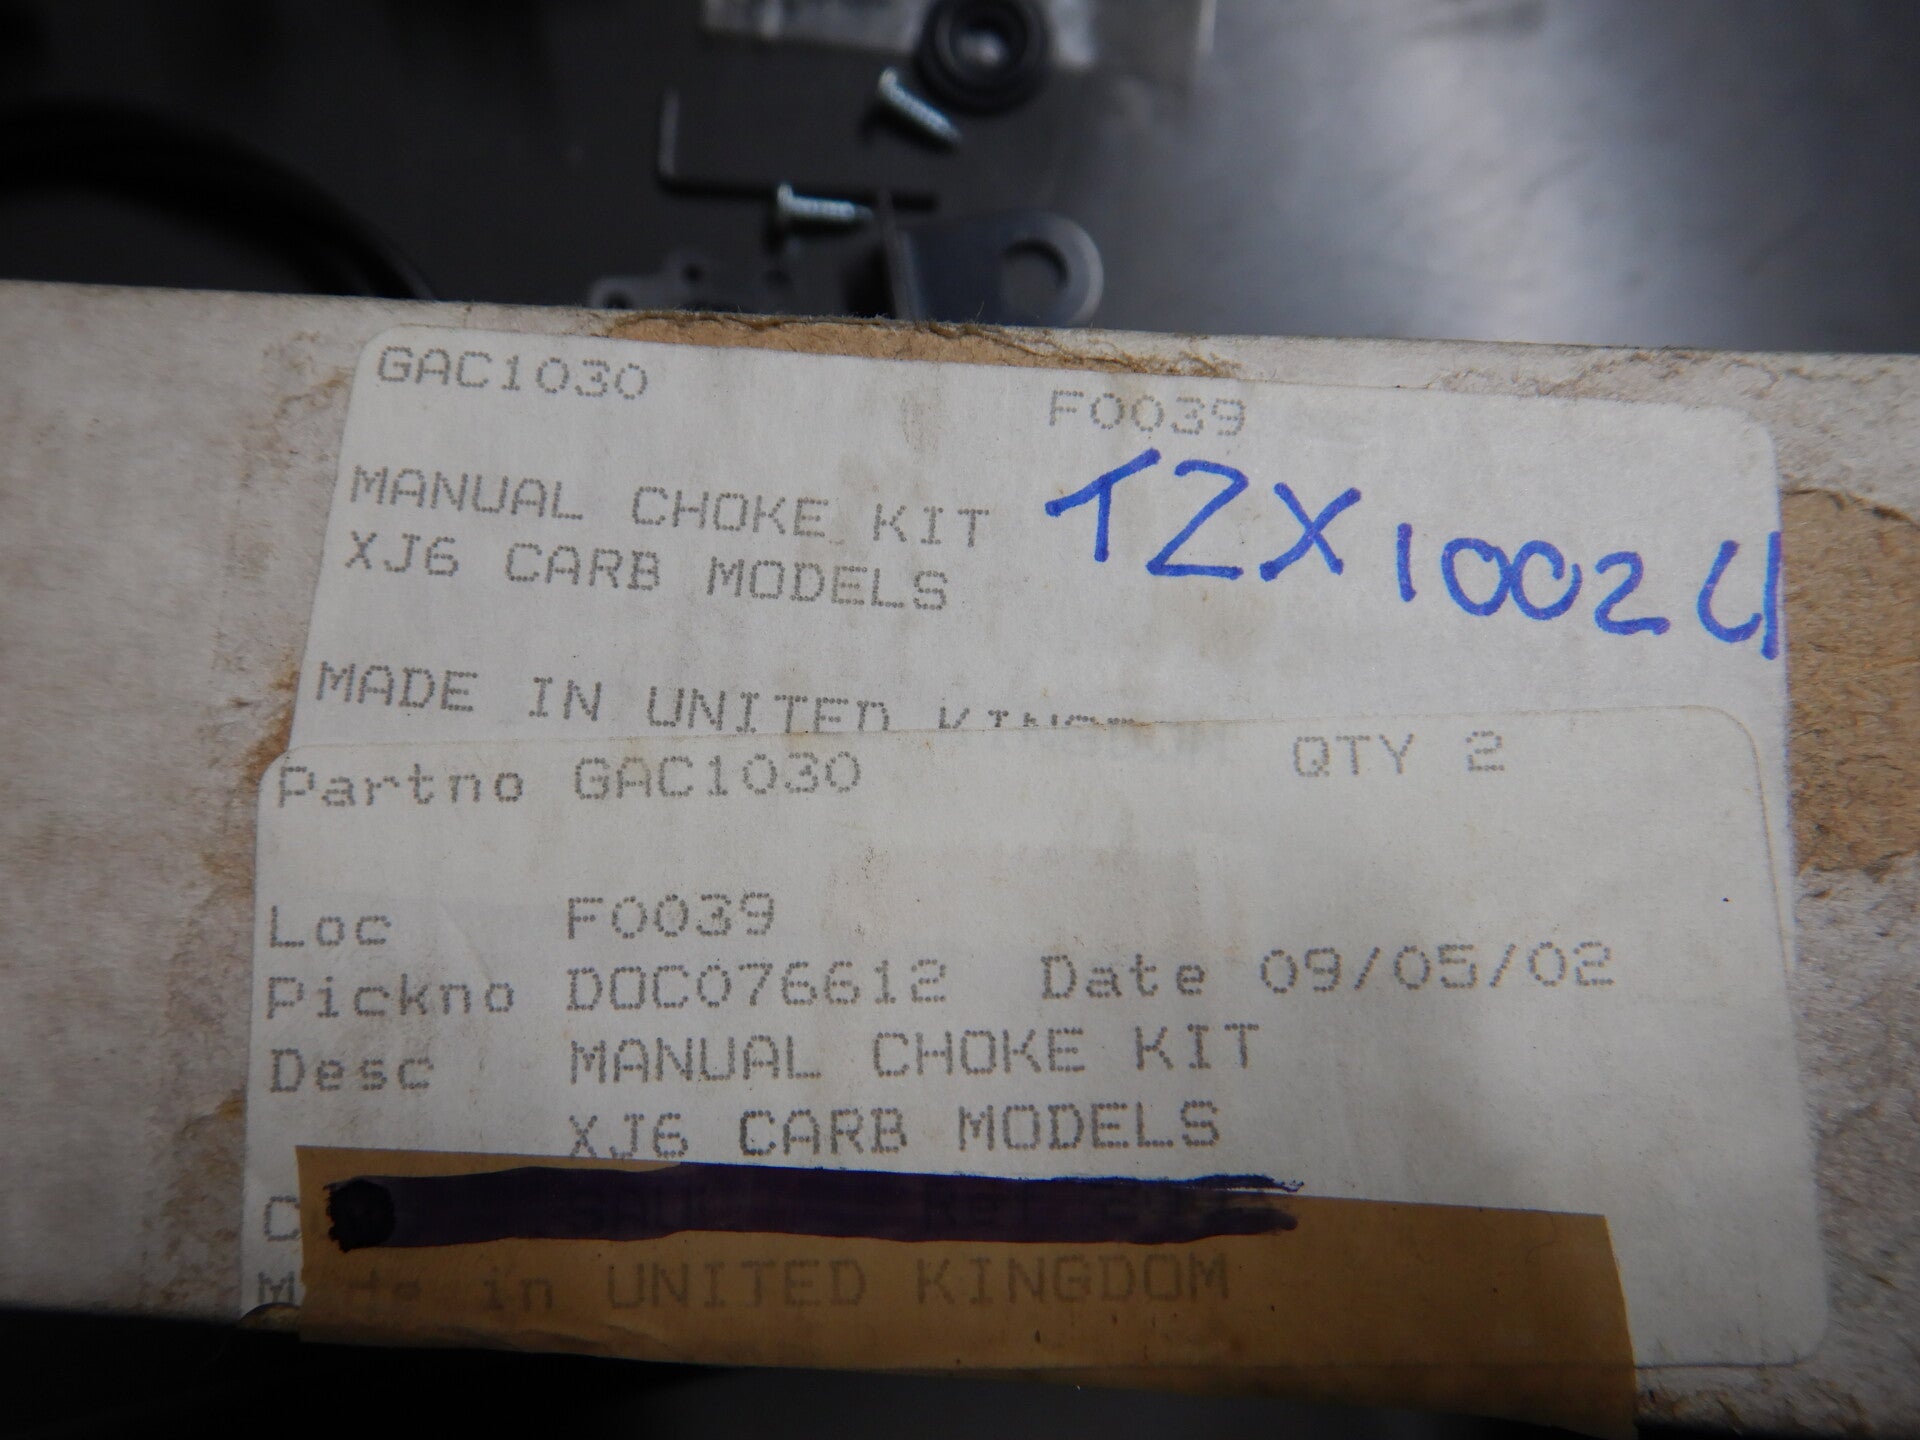 GAC1030 F0039
MANUAL CHOKE KIT
TZX10024
XJ6 CARB MODELS
MADE IN UNITED
Partno GAC1030 QTY 2
Loc F0039
Pickno DOC076612 Date 09/05/02
Desc MANUAL CHOKE KIT
XJ6 CARB MODELS
Made in UNITED KINGDOM